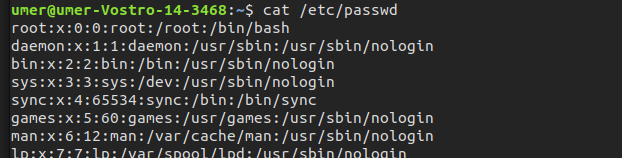 umer@umer-Vostro-14-3468:~$ cat /etc/passwd
root:x:0:0:root:/root:/bin/bash
daemon:x:1:1:daemon:/usr/sbin:/usr/sbin/nologin
bin:x:2:2:bin:/bin:/usr/sbin/nologin
sys:x:3:3:sys:/dev:/usr/sbin/nologin
sync:x:4:65534:sync:/bin:/bin/sync
games:x:5:60:games:/usr/games:/usr/sbin/nologin
man:x:6:12:man:/var/cache/man:/usr/sbin/nologin
lp:x:7:7:lp:/var/spool/lpd:/usr/sbin/nologin